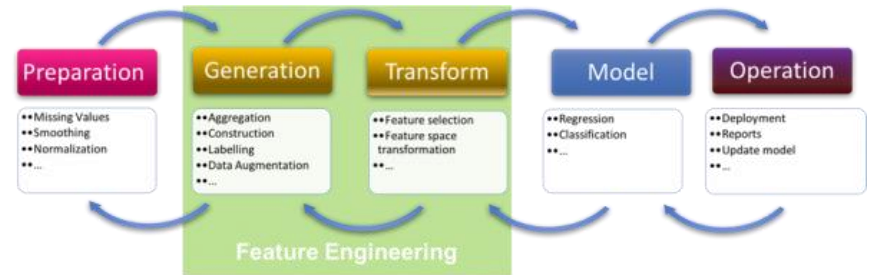 Preparation
••Missing Values
••Smoothing
••Normalization
••...
Generation
••Aggregation
••Construction
••Labelling
••Data Augmentation
••...
Transform
••Feature selection
••Feature space
transformation
••...
Model
••Regression
••Classification
••...
Operation
••Deployment
••Reports
••Update model
••...
Feature Engineering